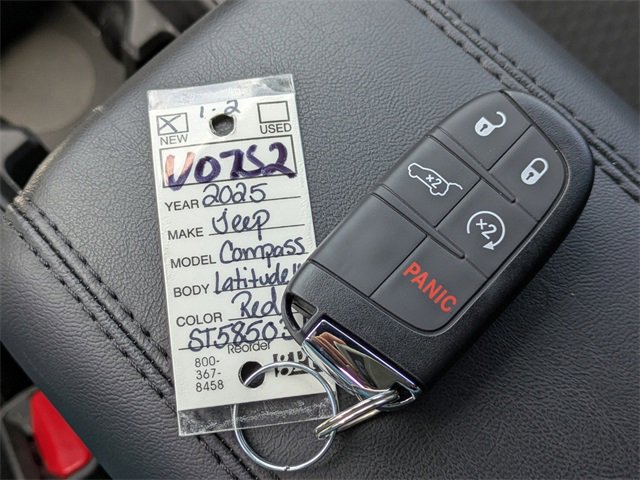 1-2
NEW USED
V0752
YEAR 2025
MAKE Jeep
MODEL Compass
BODY Latitude
COLOR Red
ST5850
Reorder
800-
367-
8458
x2
x2
PANIC